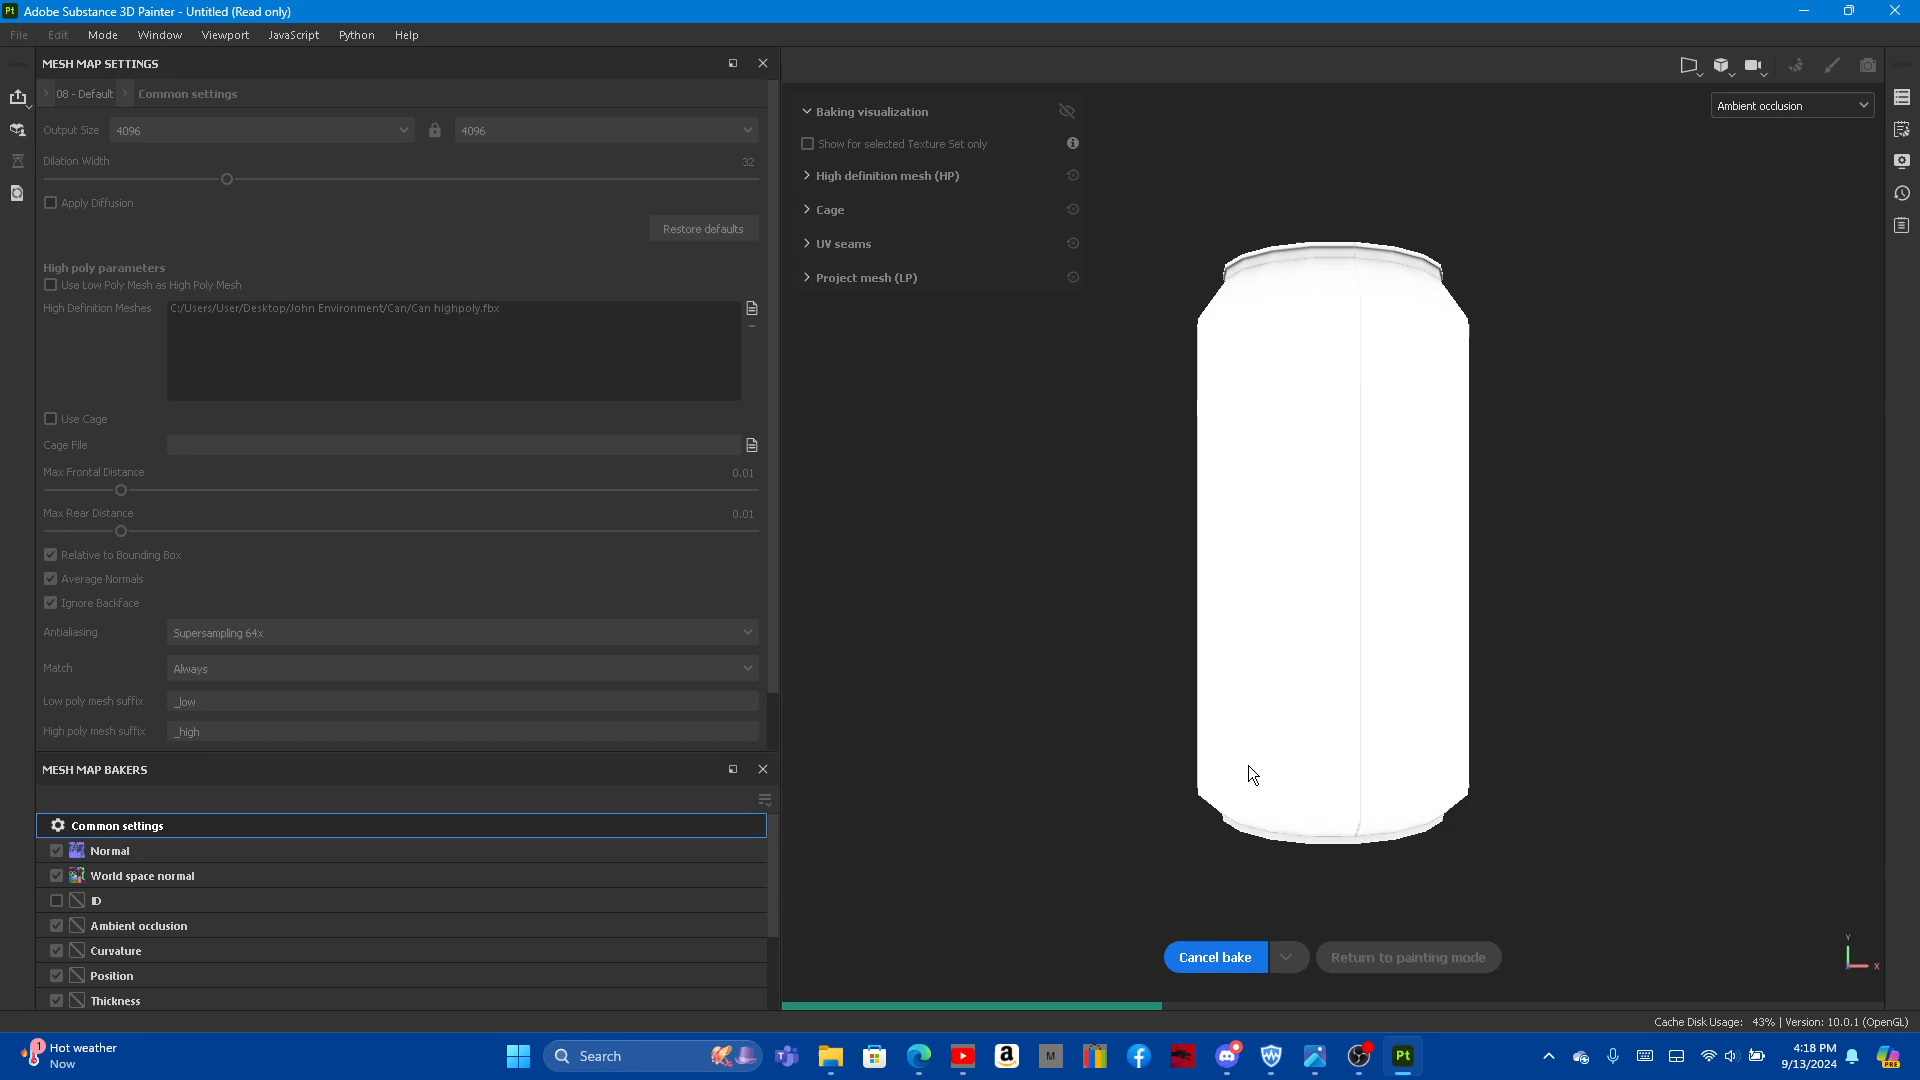 Pt Adobe Substance 3D Painter - Untitled (Read only)
File Edit Mode Window Viewport JavaScript Python Help
MESH MAP SETTINGS
08 - Default Common settings
Output Size 4096 4096
Dilation Width 32
Apply Diffusion
Restore defaults
High poly parameters
Use Low Poly Mesh as High Poly Mesh
High Definition Meshes C:/Users/User/Desktop/John Environment/Can/Can highpoly.fbx
Use Cage
Cage File
Max Frontal Distance 0.01
Max Rear Distance 0.01
Relative to Bounding Box
Average Normals
Ignore Backface
Antialiasing Supersampling 64x
Match Always
Low poly mesh suffix _low
High poly mesh suffix _high
MESH MAP BAKERS
Common settings
Normal
World space normal
ID
Ambient occlusion
Curvature
Position
Thickness
Baking visualization
Show for selected Texture Set only
High definition mesh (HP)
Cage
UV seams
Project mesh (LP)
Ambient occlusion
Y
X
Cancel bake Return to painting mode
Cache Disk Usage: 43% | Version: 10.0.1 (OpenGL)
1 Hot weather
Now
Search
M
Pt
4:18 PM
9/13/2024
PRE